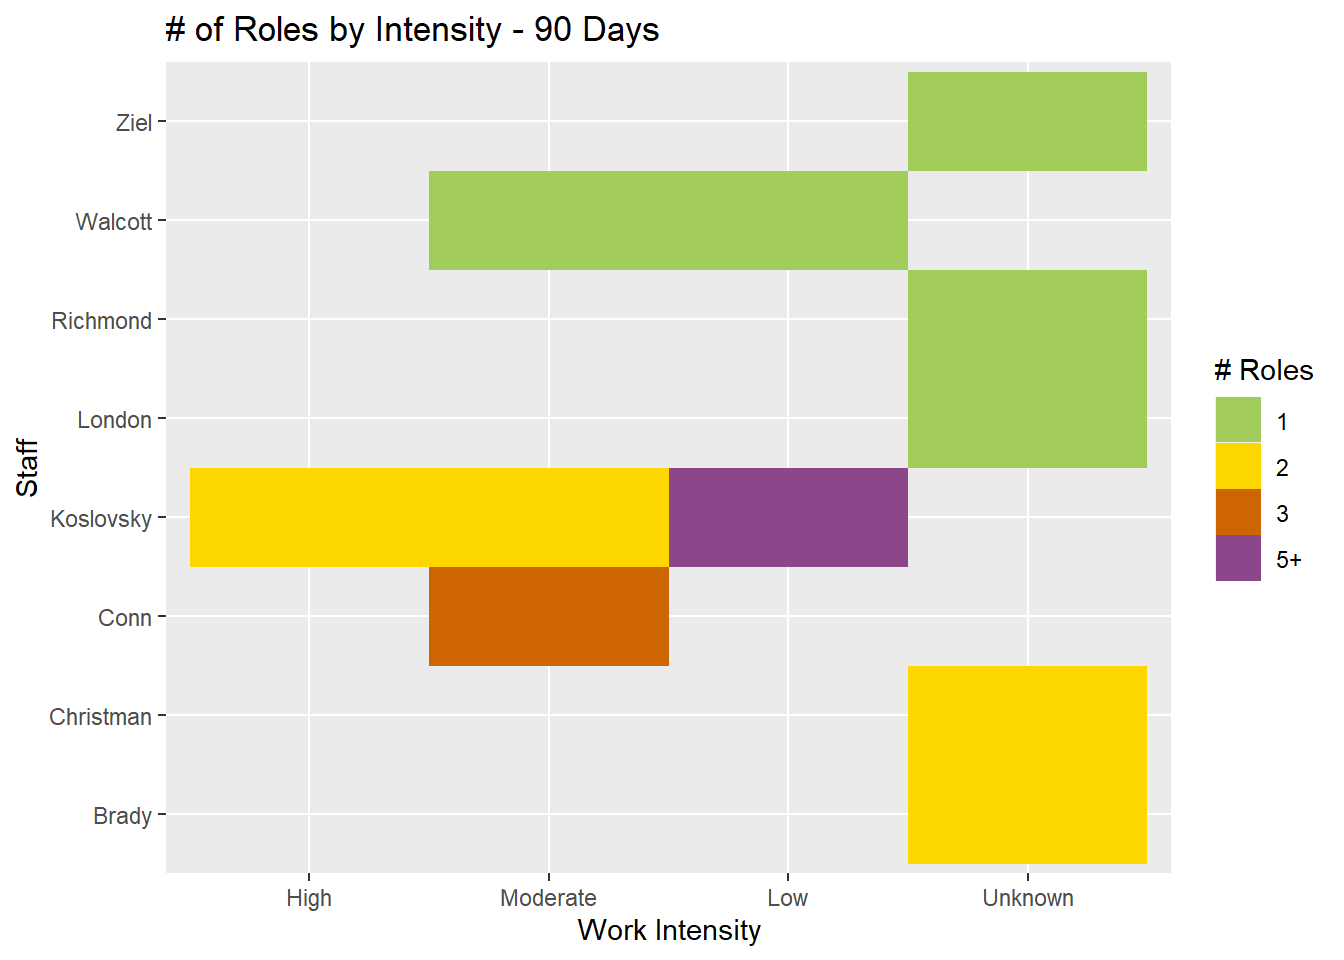 # of Roles by Intensity - 90 Days
Ziel
Walcott
Richmond
London
Koslovsky
Conn
Christman
Brady
Staff
High Moderate Low Unknown
Work Intensity
# Roles
1
2
3
5+